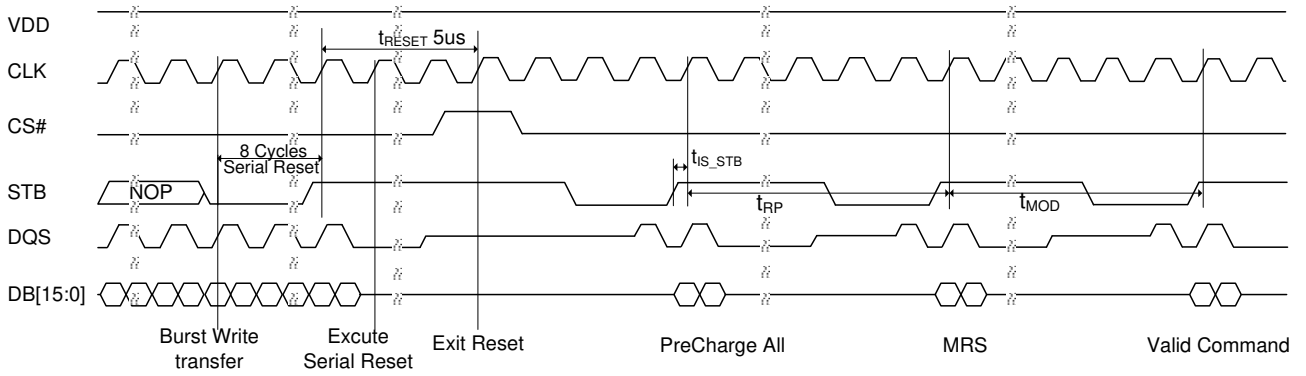 VDD
tRESET 5us
CLK
CS#
8 Cycles
Serial Reset
tIS_STB
STB
NOP
tRP
tMOD
DQS
DB[15:0]
Burst Write
transfer
Excute
Serial Reset
Exit Reset
PreCharge All
MRS
Valid Command